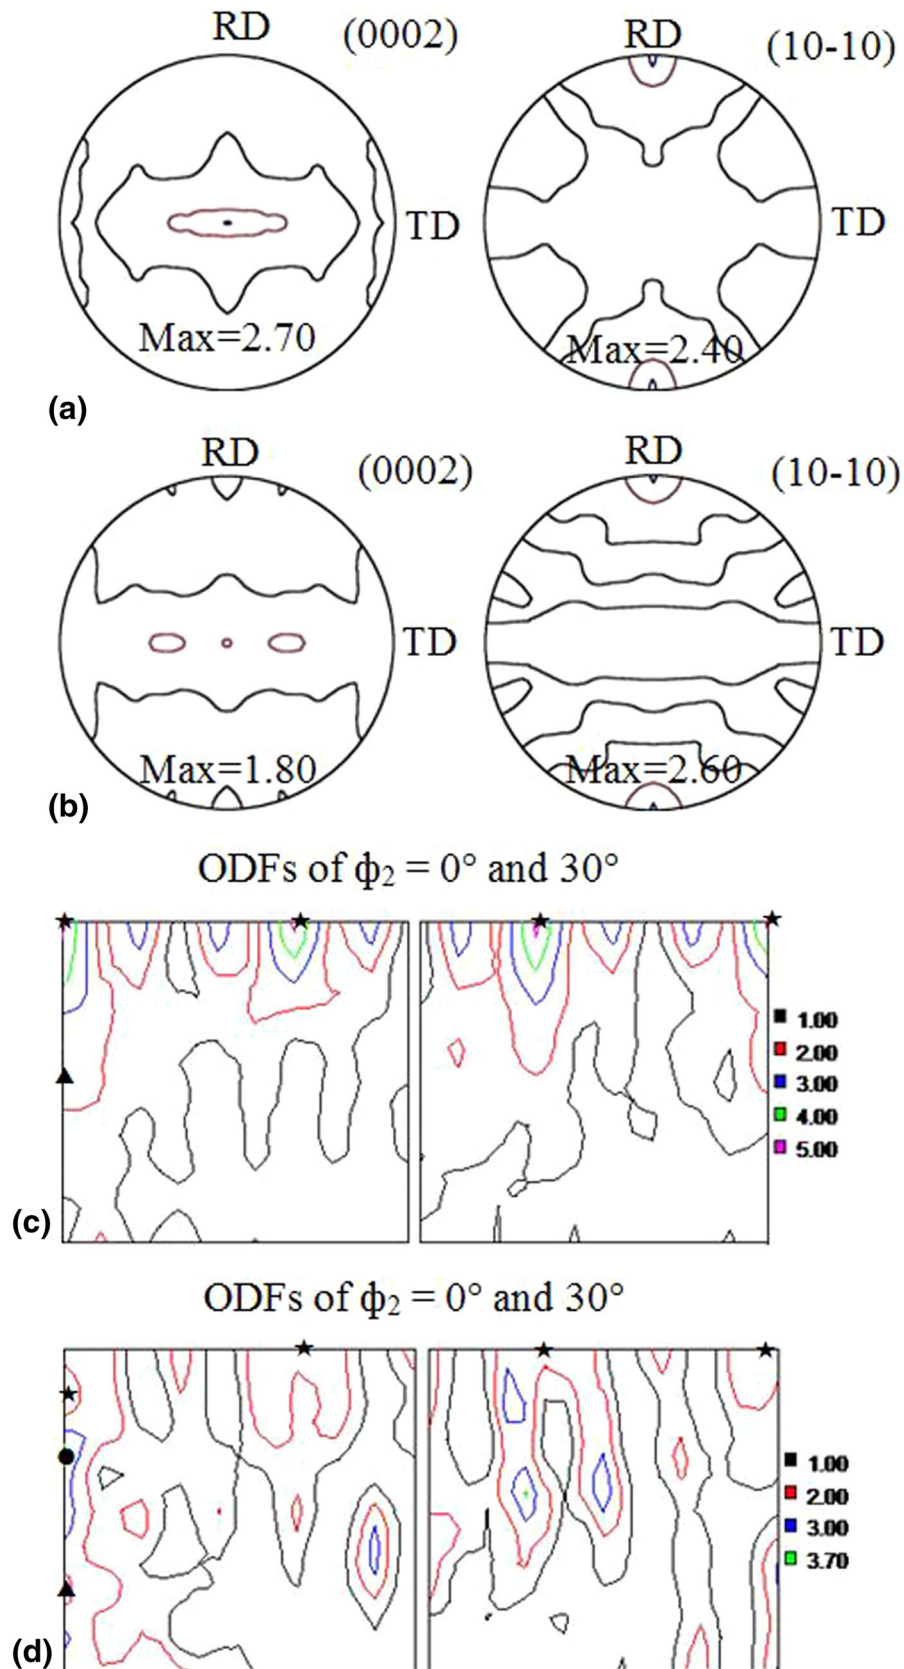 RD (0002) RD (10-10)
TD TD
Max=2.70 Max=2.40
(a)
RD (0002) RD (10-10)
TD TD
Max=1.80 Max=2.60
(b)
ODFs of ϕ₂ = 0° and 30°
1.00
2.00
3.00
4.00
5.00
(c)
ODFs of ϕ₂ = 0° and 30°
1.00
2.00
3.00
3.70
(d)